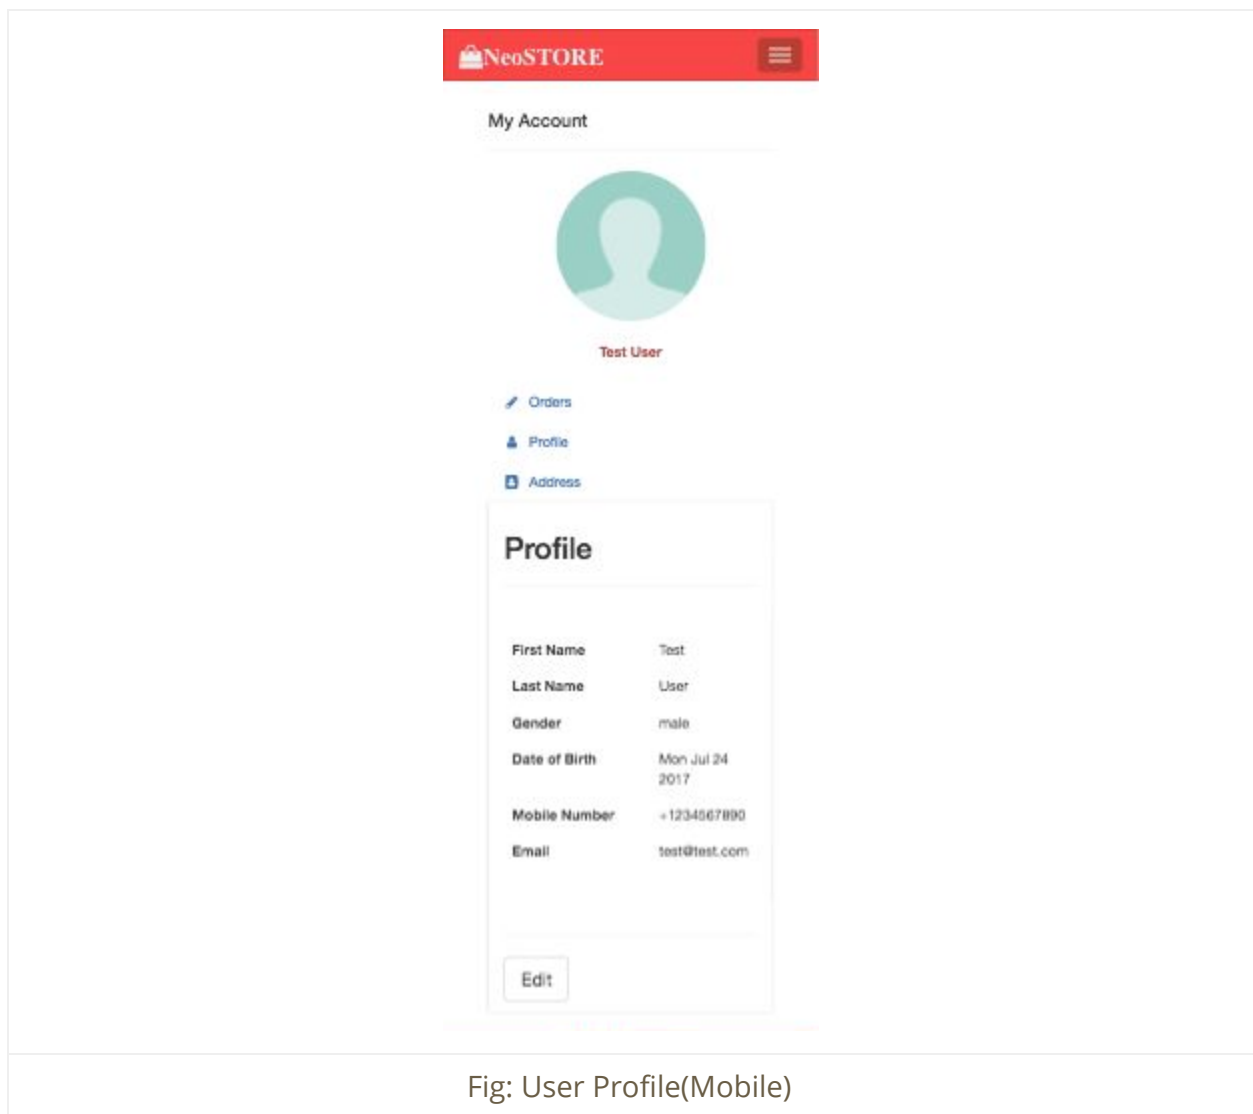 NeoSTORE
My Account
Test User
Orders
Profile
Address
Profile
First Name Test
Last Name User
Gender male
Date of Birth Mon Jul 24
2017
Mobile Number +1234567890
Email test@test.com
Edit
Fig: User Profile(Mobile)